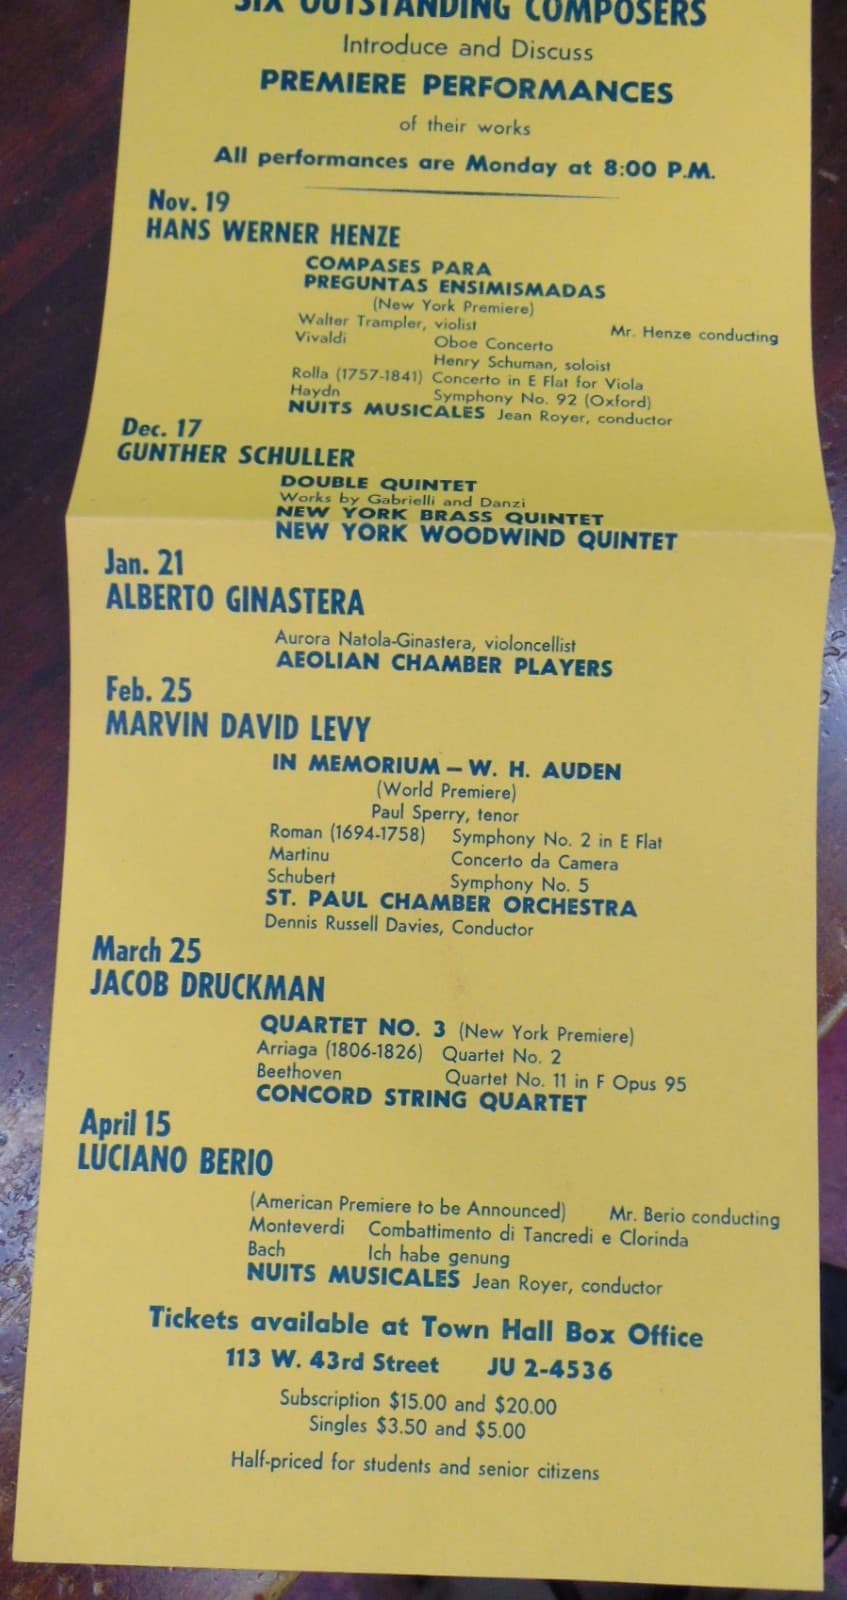 SIX OUTSTANDING COMPOSERS
Introduce and Discuss
PREMIERE PERFORMANCES
of their works
All performances are Monday at 8:00 P.M.
Nov. 19
HANS WERNER HENZE
COMPASES PARA
PREGUNTAS ENSIMISMADAS
(New York Premiere)
Walter Trampler, violist Mr. Henze conducting
Vivaldi Oboe Concerto
Henry Schuman, soloist
Rolla (1757-1841) Concerto in E Flat for Viola
Haydn Symphony No. 92 (Oxford)
NUITS MUSICALES Jean Royer, conductor
Dec. 17
GUNTHER SCHULLER
DOUBLE QUINTET
Works by Gabrielli and Danzi
NEW YORK BRASS QUINTET
NEW YORK WOODWIND QUINTET
Jan. 21
ALBERTO GINASTERA
Aurora Natola-Ginastera, violoncellist
AEOLIAN CHAMBER PLAYERS
Feb. 25
MARVIN DAVID LEVY
IN MEMORIUM – W. H. AUDEN
(World Premiere)
Paul Sperry, tenor
Roman (1694-1758) Symphony No. 2 in E Flat
Martinu Concerto da Camera
Schubert Symphony No. 5
ST. PAUL CHAMBER ORCHESTRA
Dennis Russell Davies, Conductor
March 25
JACOB DRUCKMAN
QUARTET NO. 3 (New York Premiere)
Arriaga (1806-1826) Quartet No. 2
Beethoven Quartet No. 11 in F Opus 95
CONCORD STRING QUARTET
April 15
LUCIANO BERIO
(American Premiere to be Announced) Mr. Berio conducting
Monteverdi Combattimento di Tancredi e Clorinda
Bach Ich habe genung
NUITS MUSICALES Jean Royer, conductor
Tickets available at Town Hall Box Office
113 W. 43rd Street JU 2-4536
Subscription $15.00 and $20.00
Singles $3.50 and $5.00
Half-priced for students and senior citizens